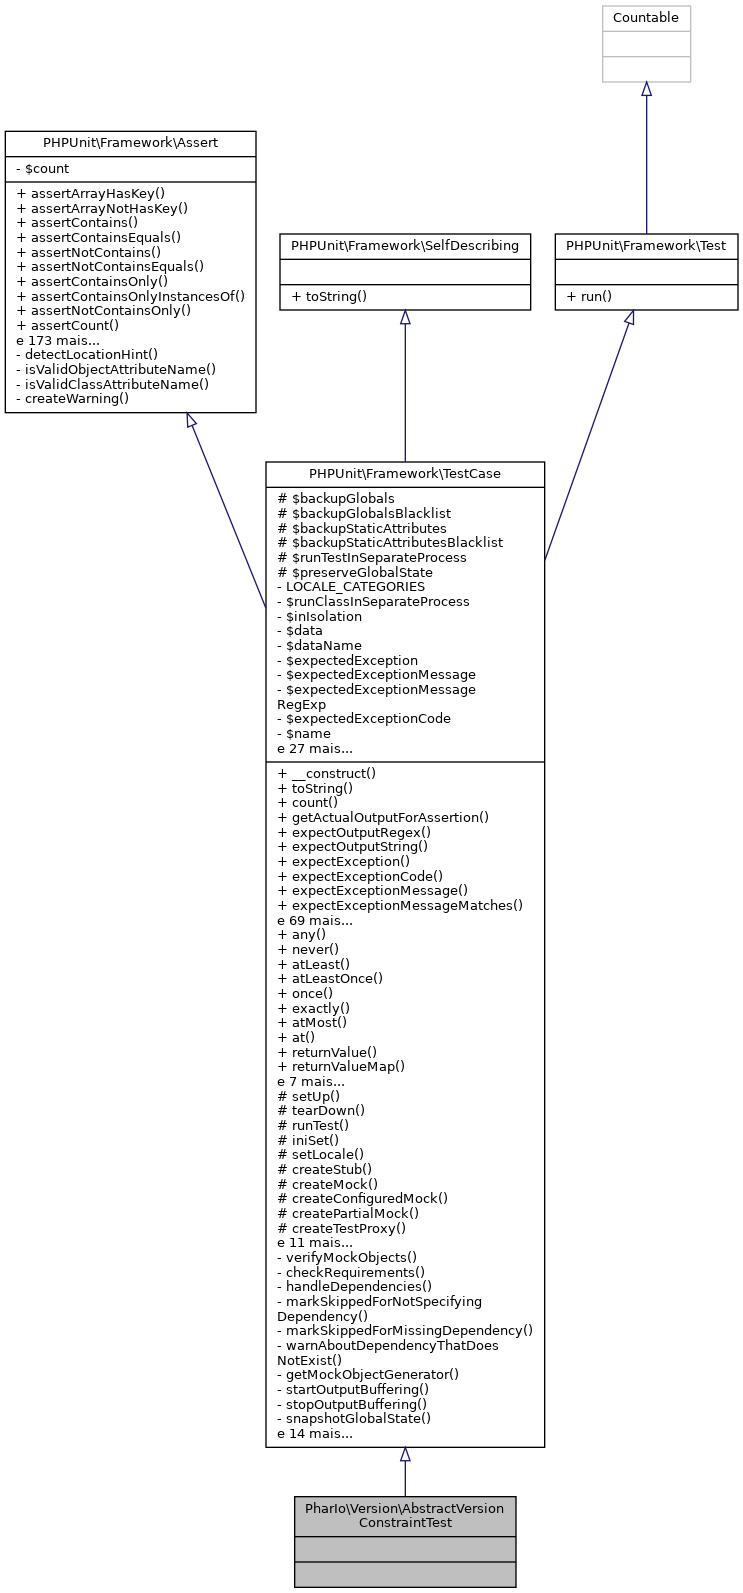 Countable
PHPUnit\Framework\Assert
- $count
+ assertArrayHasKey()
+ assertArrayNotHasKey()
+ assertContains()
+ assertContainsEquals()
+ assertNotContains()
+ assertNotContainsEquals()
+ assertContainsOnly()
+ assertContainsOnlyInstancesOf()
+ assertNotContainsOnly()
+ assertCount()
e 173 mais...
- detectLocationHint()
- isValidObjectAttributeName()
- isValidClassAttributeName()
- createWarning()
PHPUnit\Framework\SelfDescribing
+ toString()
PHPUnit\Framework\Test
+ run()
PHPUnit\Framework\TestCase
# $backupGlobals
# $backupGlobalsBlacklist
# $backupStaticAttributes
# $backupStaticAttributesBlacklist
# $runTestInSeparateProcess
# $preserveGlobalState
- LOCALE_CATEGORIES
- $runClassInSeparateProcess
- $inIsolation
- $data
- $dataName
- $expectedException
- $expectedExceptionMessage
- $expectedExceptionMessage
RegExp
- $expectedExceptionCode
- $name
e 27 mais...
+ __construct()
+ toString()
+ count()
+ getActualOutputForAssertion()
+ expectOutputRegex()
+ expectOutputString()
+ expectException()
+ expectExceptionCode()
+ expectExceptionMessage()
+ expectExceptionMessageMatches()
e 69 mais...
+ any()
+ never()
+ atLeast()
+ atLeastOnce()
+ once()
+ exactly()
+ atMost()
+ at()
+ returnValue()
+ returnValueMap()
e 7 mais...
# setUp()
# tearDown()
# runTest()
# iniSet()
# setLocale()
# createStub()
# createMock()
# createConfiguredMock()
# createPartialMock()
# createTestProxy()
e 11 mais...
- verifyMockObjects()
- checkRequirements()
- handleDependencies()
- markSkippedForNotSpecifying
Dependency()
- markSkippedForMissingDependency()
- warnAboutDependencyThatDoes
NotExist()
- getMockObjectGenerator()
- startOutputBuffering()
- stopOutputBuffering()
- snapshotGlobalState()
e 14 mais...
PharIo\Version\AbstractVersion
ConstraintTest